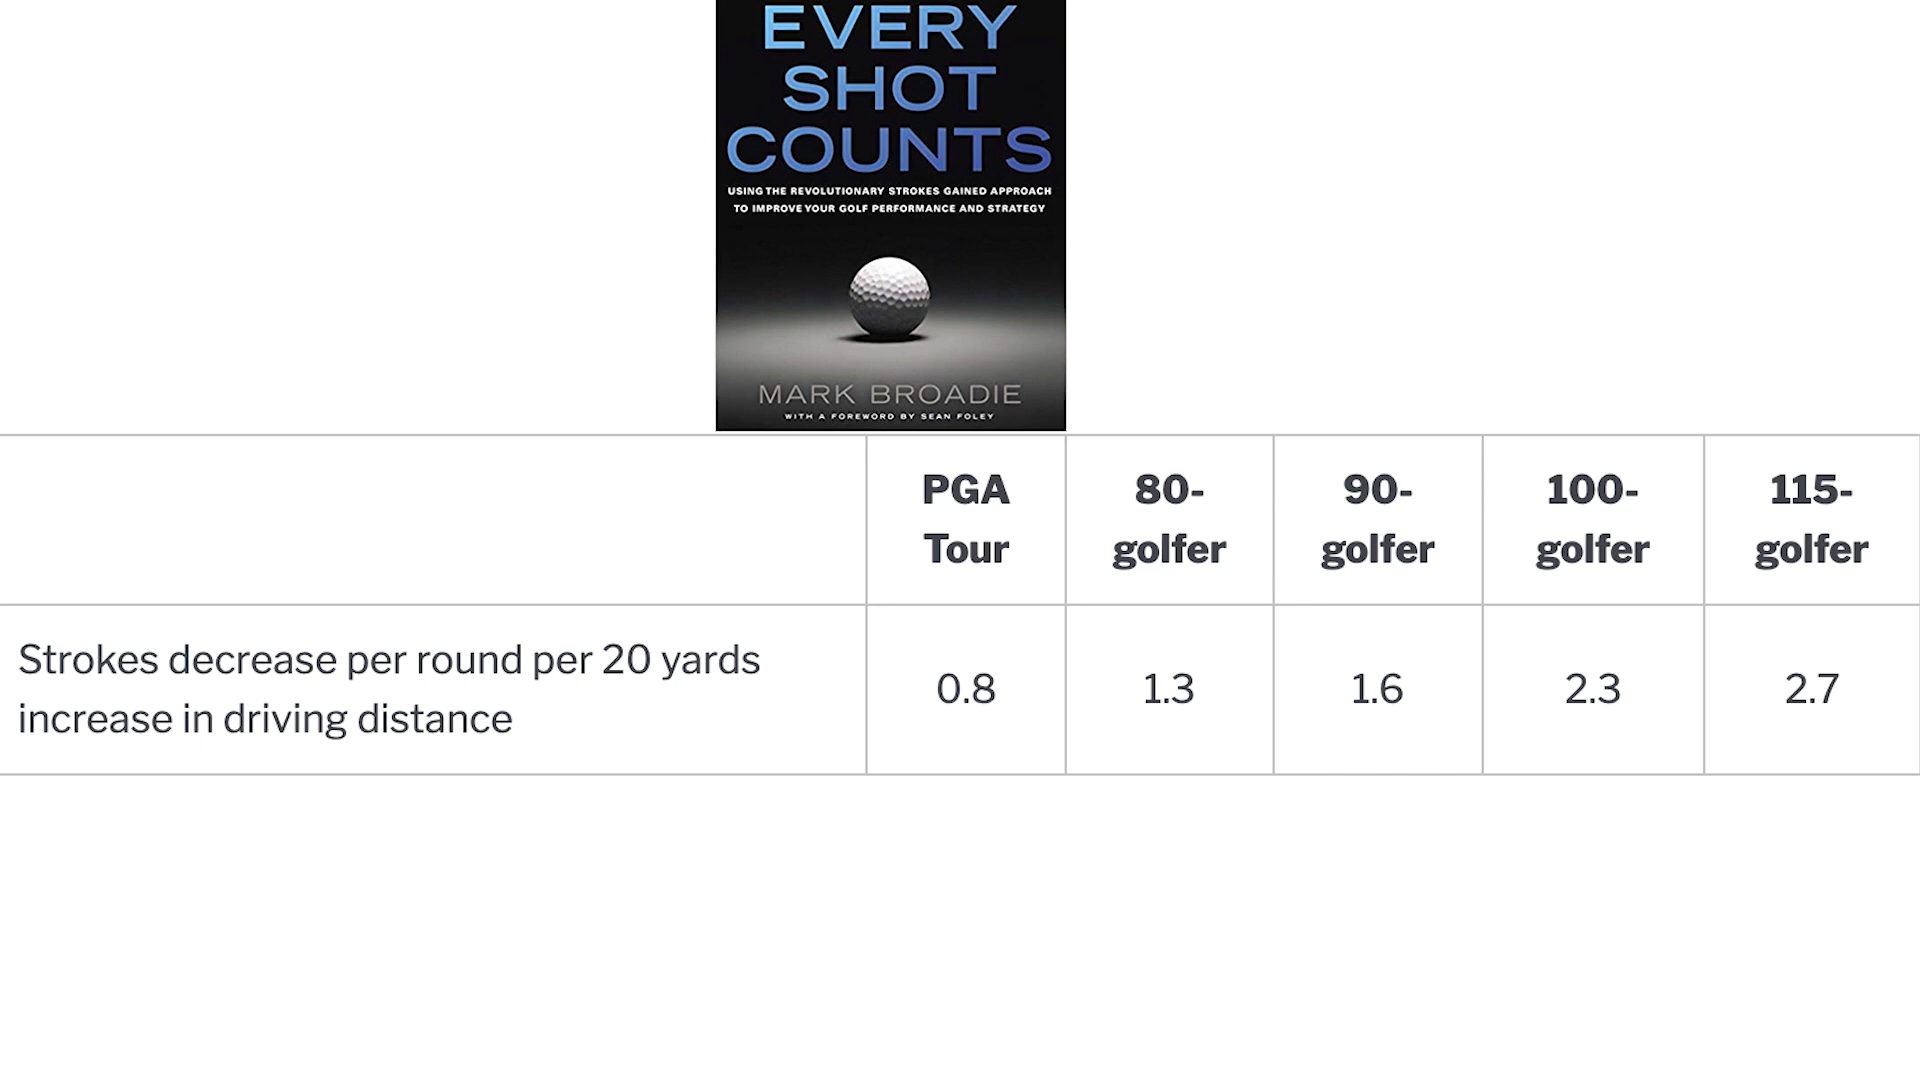 EVERY
SHOT
COUNTS
USING THE REVOLUTIONARY STROKES GAINED APPROACH
TO IMPROVE YOUR GOLF PERFORMANCE AND STRATEGY
MARK BROADIE
WITH A FOREWORD BY SEAN FOLEY
PGA Tour
80-golfer
90-golfer
100-golfer
115-golfer
Strokes decrease per round per 20 yards
increase in driving distance
0.8
1.3
1.6
2.3
2.7